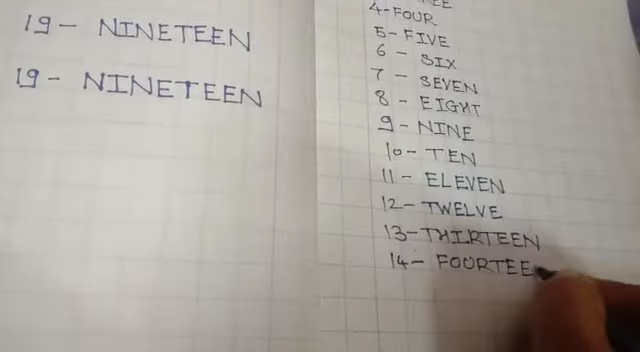 19- NINETEEN
19- NINETEEN
4-FOUR
5- FIVE
6 - SIX
7 - SEVEN
8 - EIGHT
9 - NINE
10- TEN
11- ELEVEN
12- TWELVE
13-THIRTEEN
14- FOURTEE